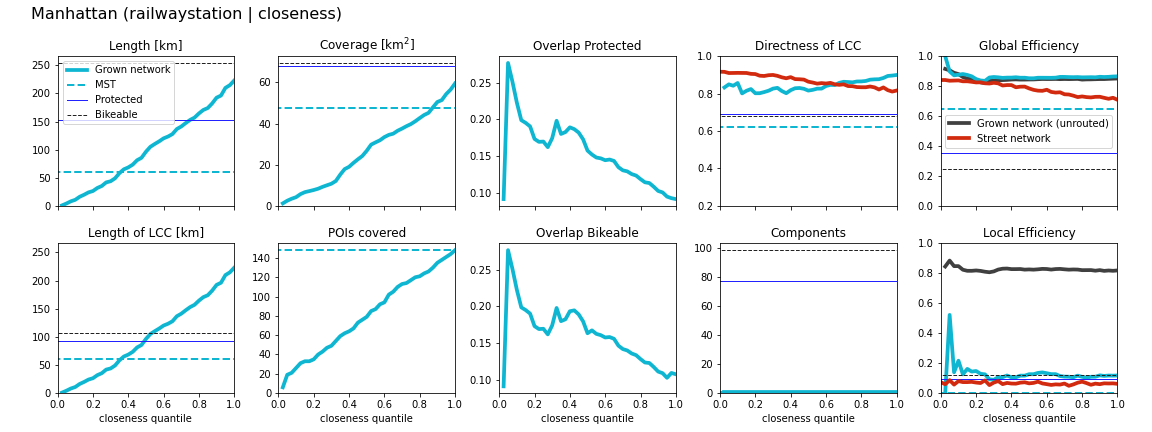 Manhattan (railwaystation | closeness)
Length [km]
250
200
150
100
50
0
Grown network
MST
Protected
Bikeable
Coverage [km²]
60
40
20
0
Overlap Protected
0.25
0.20
0.15
0.10
Directness of LCC
1.0
0.8
0.6
0.4
0.2
Global Efficiency
1.0
0.8
0.6
0.4
0.2
0.0
Grown network (unrouted)
Street network
Length of LCC [km]
250
200
150
100
50
0
0.0 0.2 0.4 0.6 0.8 1.0
closeness quantile
POIs covered
140
120
100
80
60
40
20
0
0.0 0.2 0.4 0.6 0.8 1.0
closeness quantile
Overlap Bikeable
0.25
0.20
0.15
0.10
0.0 0.2 0.4 0.6 0.8 1.0
closeness quantile
Components
100
80
60
40
20
0
0.0 0.2 0.4 0.6 0.8 1.0
closeness quantile
Local Efficiency
1.0
0.8
0.6
0.4
0.2
0.0
0.0 0.2 0.4 0.6 0.8 1.0
closeness quantile